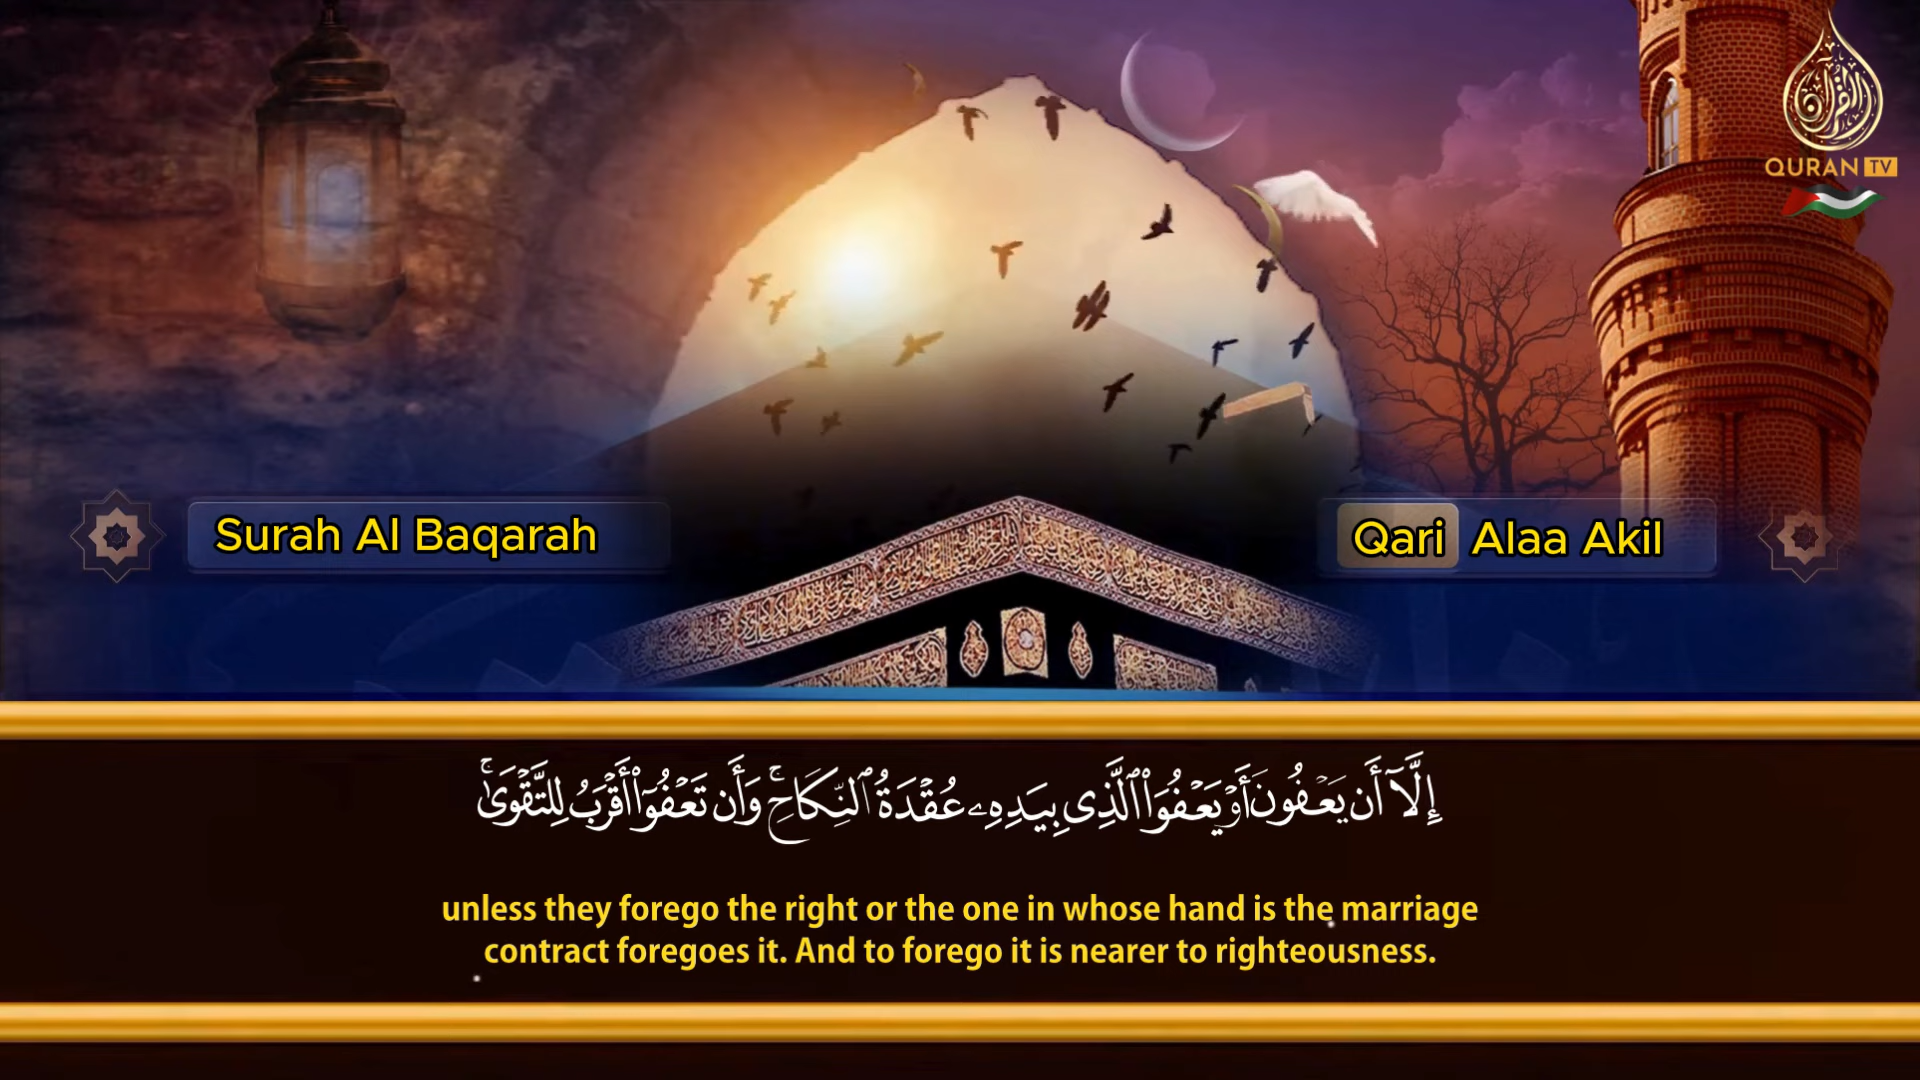 القرآن
QURAN TV
Surah Al Baqarah
Qari Alaa Akil
إِلَّآ أَن يَعْفُونَ أَوْ يَعْفُوَا۟ ٱلَّذِى بِيَدِهِۦ عُقْدَةُ ٱلنِّكَاحِ ۚ وَأَن تَعْفُوٓا۟ أَقْرَبُ لِلتَّقْوَىٰ ۚ
unless they forego the right or the one in whose hand is the marriage
contract foregoes it. And to forego it is nearer to righteousness.